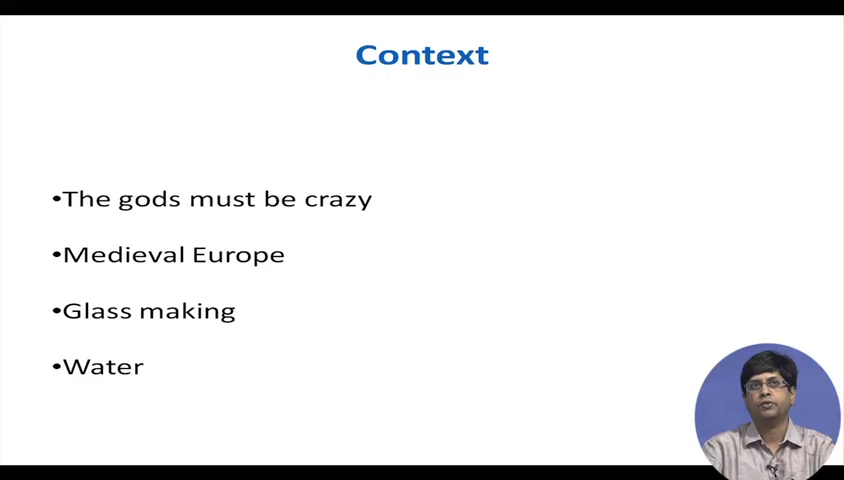 Context
•The gods must be crazy
•Medieval Europe
•Glass making
•Water